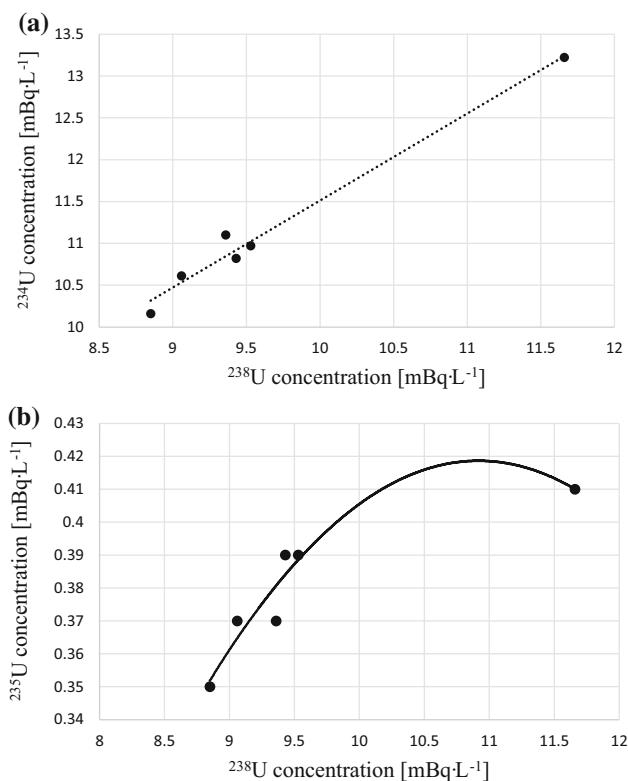 (a)
13.5
13
12.5
12
11.5
11
10.5
10
²³⁴U concentration [mBq·L⁻¹]
8.5 9 9.5 10 10.5 11 11.5 12
²³⁸U concentration [mBq·L⁻¹]
(b)
0.43
0.42
0.41
0.4
0.39
0.38
0.37
0.36
0.35
0.34
²³⁵U concentration [mBq·L⁻¹]
8 8.5 9 9.5 10 10.5 11 11.5 12
²³⁸U concentration [mBq·L⁻¹]